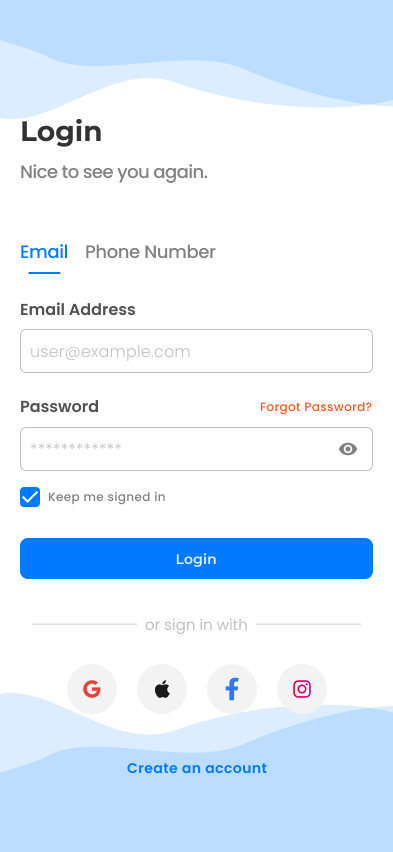 Login
Nice to see you again.
Email Phone Number
Email Address
user@example.com
Password Forgot Password?
************
Keep me signed in
Login
or sign in with
Create an account